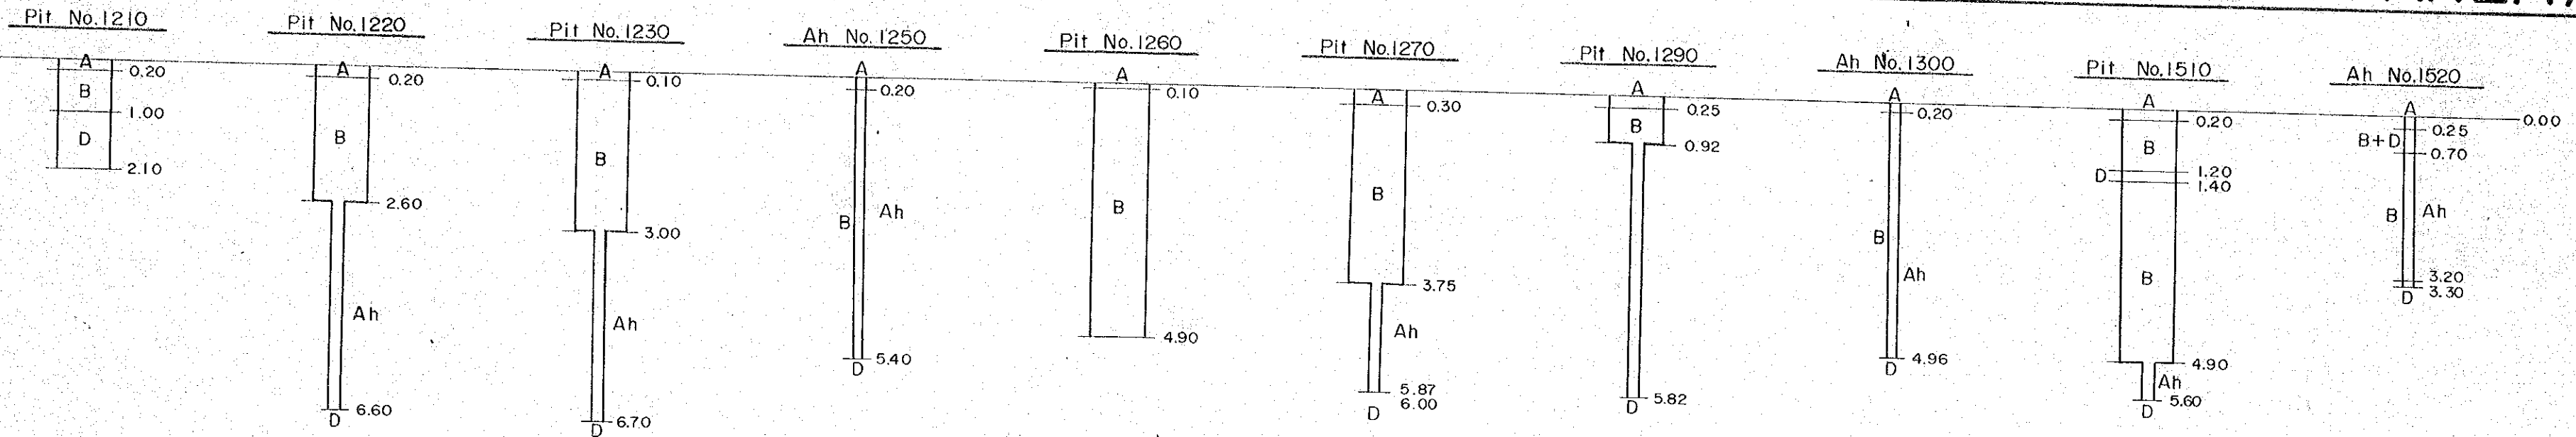 Pit No.1210
A
0.20
B
1.00
D
2.10
Pit No.1220
A
0.20
B
2.60
Ah
6.60
D
Pit No.1230
A
0.10
B
3.00
Ah
6.70
D
Ah No.1250
A
0.20
B
Ah
5.40
D
Pit No.1260
A
0.10
B
4.90
Pit No.1270
A
0.30
B
3.75
Ah
5.87
6.00
D
Pit No.1290
A
0.25
B
0.92
5.82
D
Ah No.1300
A
0.20
B
Ah
4.96
D
Pit No.1510
A
0.20
B
1.20
D
1.40
B
4.90
Ah
5.60
D
Ah No.1520
A
0.00
0.25
B+D
0.70
B
Ah
3.20
3.30
D